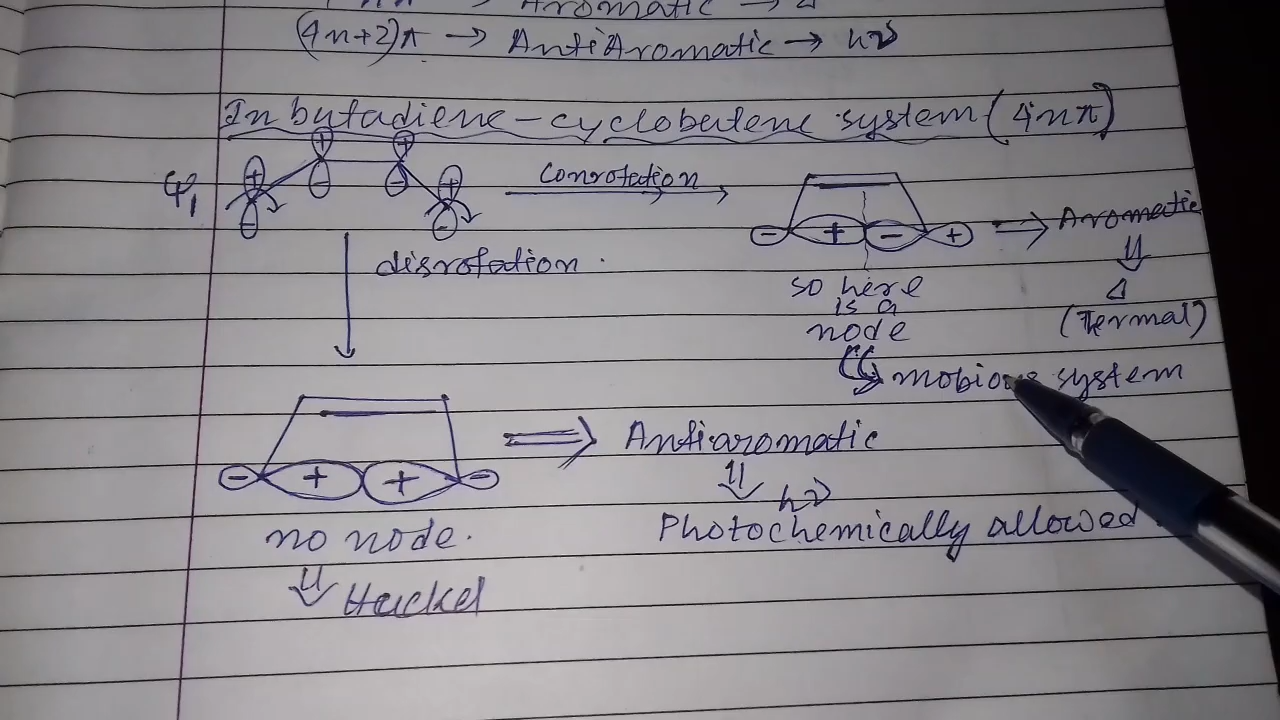 Aromatic → Δ
(4n+2)π → AntiAromatic → hν
In butadiene-cyclobutene system (4nπ)
Ψ1 + + + + Conrotation
- - - -
- + - + ⇒ Aromatic
disrotation.
so here Δ
is a (Termal)
node
mobious system
⇒ Antiaromatic
- + + - hν
no node. Photochemically allowed.
Huckel